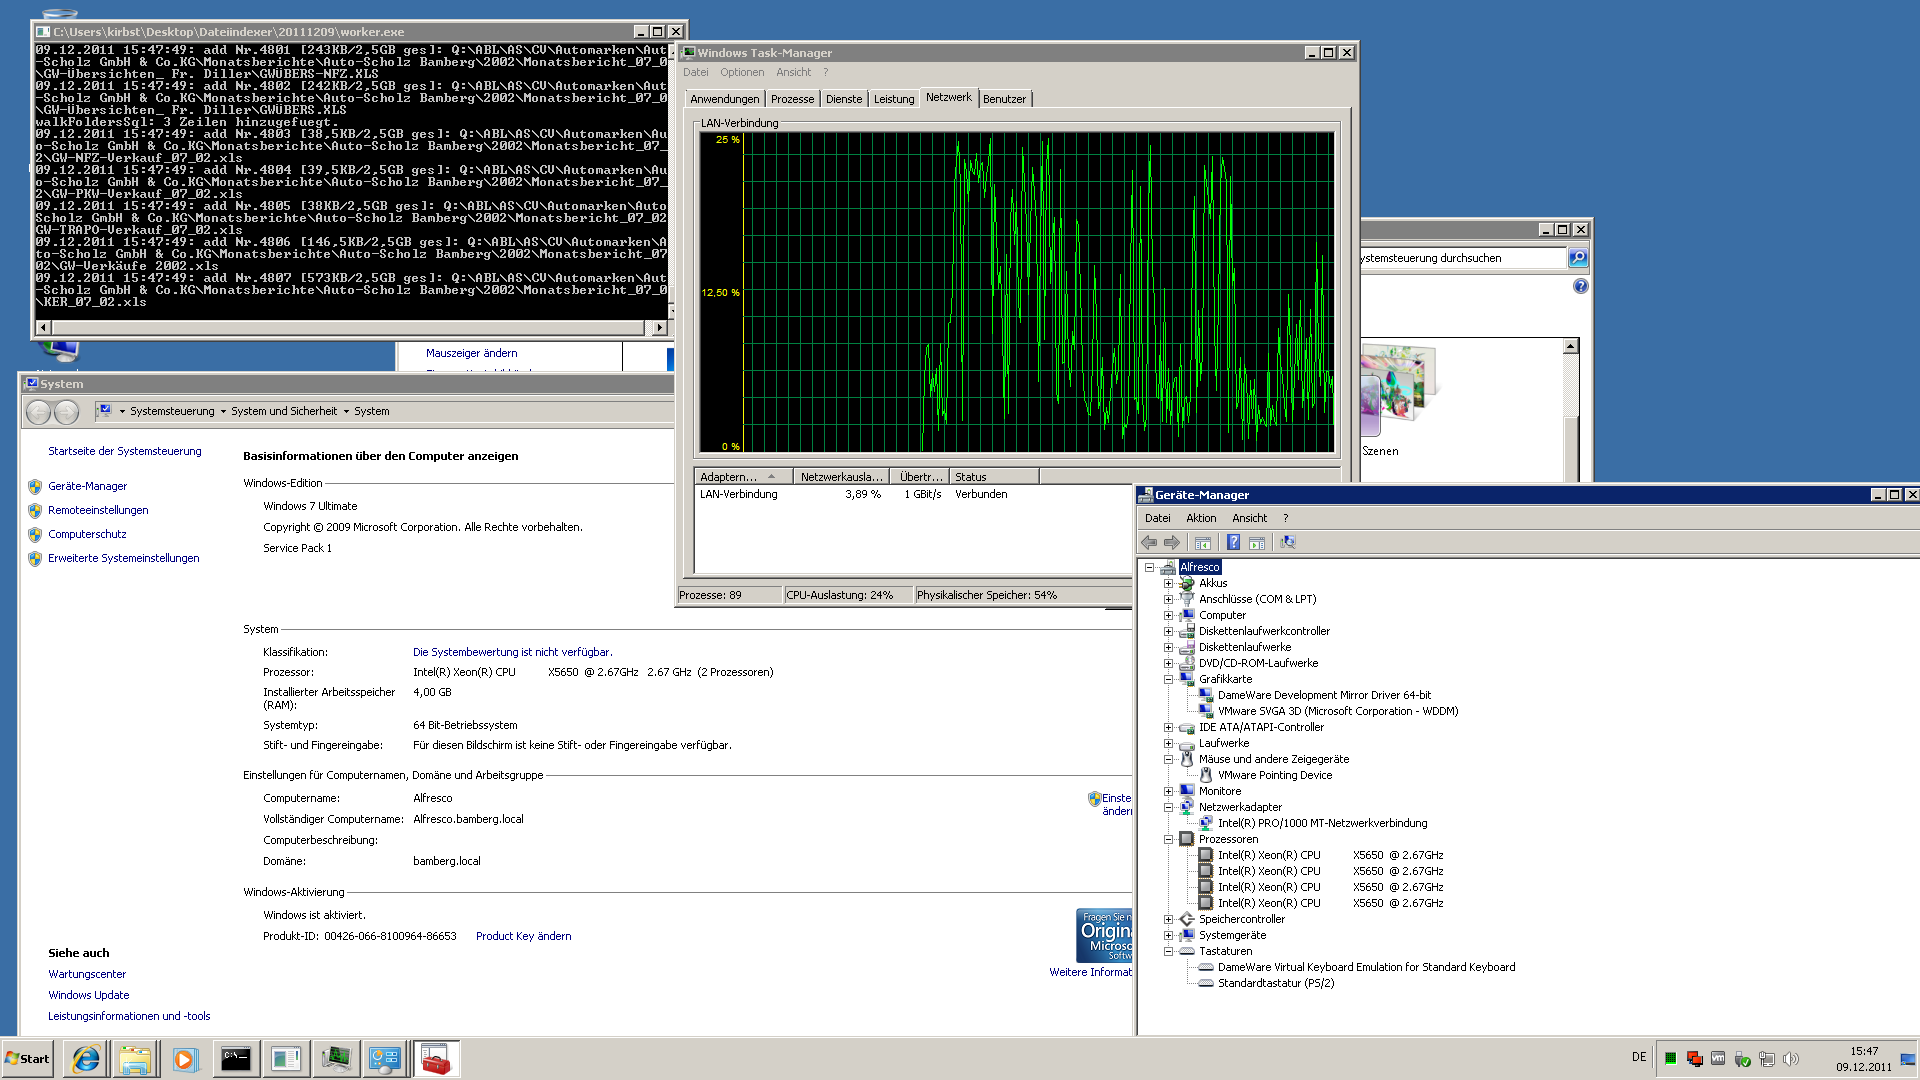 C:\Users\kirbst\Desktop\Dateiindexer\20111209\worker.exe
09.12.2011 15:47:49: add Nr.4801 [243KB/2,5GB ges]: Q:\ABL\AS\CV\Automarken\Aut
-Scholz GmbH & Co.KG\Monatsberichte\Auto-Scholz Bamberg\2002\Monatsbericht_07_0
\GW-Übersichten_ Fr. Diller\GWÜBERS-NFZ.XLS
09.12.2011 15:47:49: add Nr.4802 [242KB/2,5GB ges]: Q:\ABL\AS\CV\Automarken\Aut
-Scholz GmbH & Co.KG\Monatsberichte\Auto-Scholz Bamberg\2002\Monatsbericht_07_0
\GW-Übersichten_ Fr. Diller\GWÜBERS.XLS
walkFoldersSql: 3 Zeilen hinzugefuegt.
09.12.2011 15:47:49: add Nr.4803 [38,5KB/2,5GB ges]: Q:\ABL\AS\CV\Automarken\Au
o-Scholz GmbH & Co.KG\Monatsberichte\Auto-Scholz Bamberg\2002\Monatsbericht_07_
2\GW-NFZ-Verkauf_07_02.xls
09.12.2011 15:47:49: add Nr.4804 [39,5KB/2,5GB ges]: Q:\ABL\AS\CV\Automarken\Au
o-Scholz GmbH & Co.KG\Monatsberichte\Auto-Scholz Bamberg\2002\Monatsbericht_07_
2\GW-PKW-Verkauf_07_02.xls
09.12.2011 15:47:49: add Nr.4805 [38KB/2,5GB ges]: Q:\ABL\AS\CV\Automarken\Auto
Scholz GmbH & Co.KG\Monatsberichte\Auto-Scholz Bamberg\2002\Monatsbericht_07_02
GW-TRAPO-Verkauf_07_02.xls
09.12.2011 15:47:49: add Nr.4806 [146,5KB/2,5GB ges]: Q:\ABL\AS\CV\Automarken\A
to-Scholz GmbH & Co.KG\Monatsberichte\Auto-Scholz Bamberg\2002\Monatsbericht_07
02\GW-Verkäufe 2002.xls
09.12.2011 15:47:49: add Nr.4807 [573KB/2,5GB ges]: Q:\ABL\AS\CV\Automarken\Aut
-Scholz GmbH & Co.KG\Monatsberichte\Auto-Scholz Bamberg\2002\Monatsbericht_07_0
\KER_07_02.xls
Mauszeiger ändern
Windows Task-Manager
Datei Optionen Ansicht ?
Anwendungen Prozesse Dienste Leistung Netzwerk Benutzer
LAN-Verbindung
25 %
12,50 %
0 %
Adaptern... Netzwerkausla... Übertr... Status
LAN-Verbindung 3,89 % 1 GBit/s Verbunden
Prozesse: 89 CPU-Auslastung: 24% Physikalischer Speicher: 54%
ystemsteuerung durchsuchen
Szenen
System
Systemsteuerung System und Sicherheit System
Startseite der Systemsteuerung
Geräte-Manager
Remoteeinstellungen
Computerschutz
Erweiterte Systemeinstellungen
Siehe auch
Wartungscenter
Windows Update
Leistungsinformationen und -tools
Basisinformationen über den Computer anzeigen
Windows-Edition
Windows 7 Ultimate
Copyright © 2009 Microsoft Corporation. Alle Rechte vorbehalten.
Service Pack 1
System
Klassifikation: Die Systembewertung ist nicht verfügbar.
Prozessor: Intel(R) Xeon(R) CPU X5650 @ 2.67GHz 2.67 GHz (2 Prozessoren)
Installierter Arbeitsspeicher 4,00 GB
(RAM):
Systemtyp: 64 Bit-Betriebssystem
Stift- und Fingereingabe: Für diesen Bildschirm ist keine Stift- oder Fingereingabe verfügbar.
Einstellungen für Computernamen, Domäne und Arbeitsgruppe
Computername: Alfresco
Einste
Vollständiger Computername: Alfresco.bamberg.local
änder
Computerbeschreibung:
Domäne: bamberg.local
Windows-Aktivierung
Windows ist aktiviert.
Produkt-ID: 00426-066-8100964-86653 Product Key ändern
Fragen Sie n
Origina
Microso
Softw
Weitere Informat
Geräte-Manager
Datei Aktion Ansicht ?
Alfresco
Akkus
Anschlüsse (COM & LPT)
Computer
Diskettenlaufwerkcontroller
Diskettenlaufwerke
DVD/CD-ROM-Laufwerke
Grafikkarte
DameWare Development Mirror Driver 64-bit
VMware SVGA 3D (Microsoft Corporation - WDDM)
IDE ATA/ATAPI-Controller
Laufwerke
Mäuse und andere Zeigegeräte
VMware Pointing Device
Monitore
Netzwerkadapter
Intel(R) PRO/1000 MT-Netzwerkverbindung
Prozessoren
Intel(R) Xeon(R) CPU X5650 @ 2.67GHz
Intel(R) Xeon(R) CPU X5650 @ 2.67GHz
Intel(R) Xeon(R) CPU X5650 @ 2.67GHz
Intel(R) Xeon(R) CPU X5650 @ 2.67GHz
Speichercontroller
Systemgeräte
Tastaturen
DameWare Virtual Keyboard Emulation for Standard Keyboard
Standardtastatur (PS/2)
Start
DE
15:47
09.12.2011